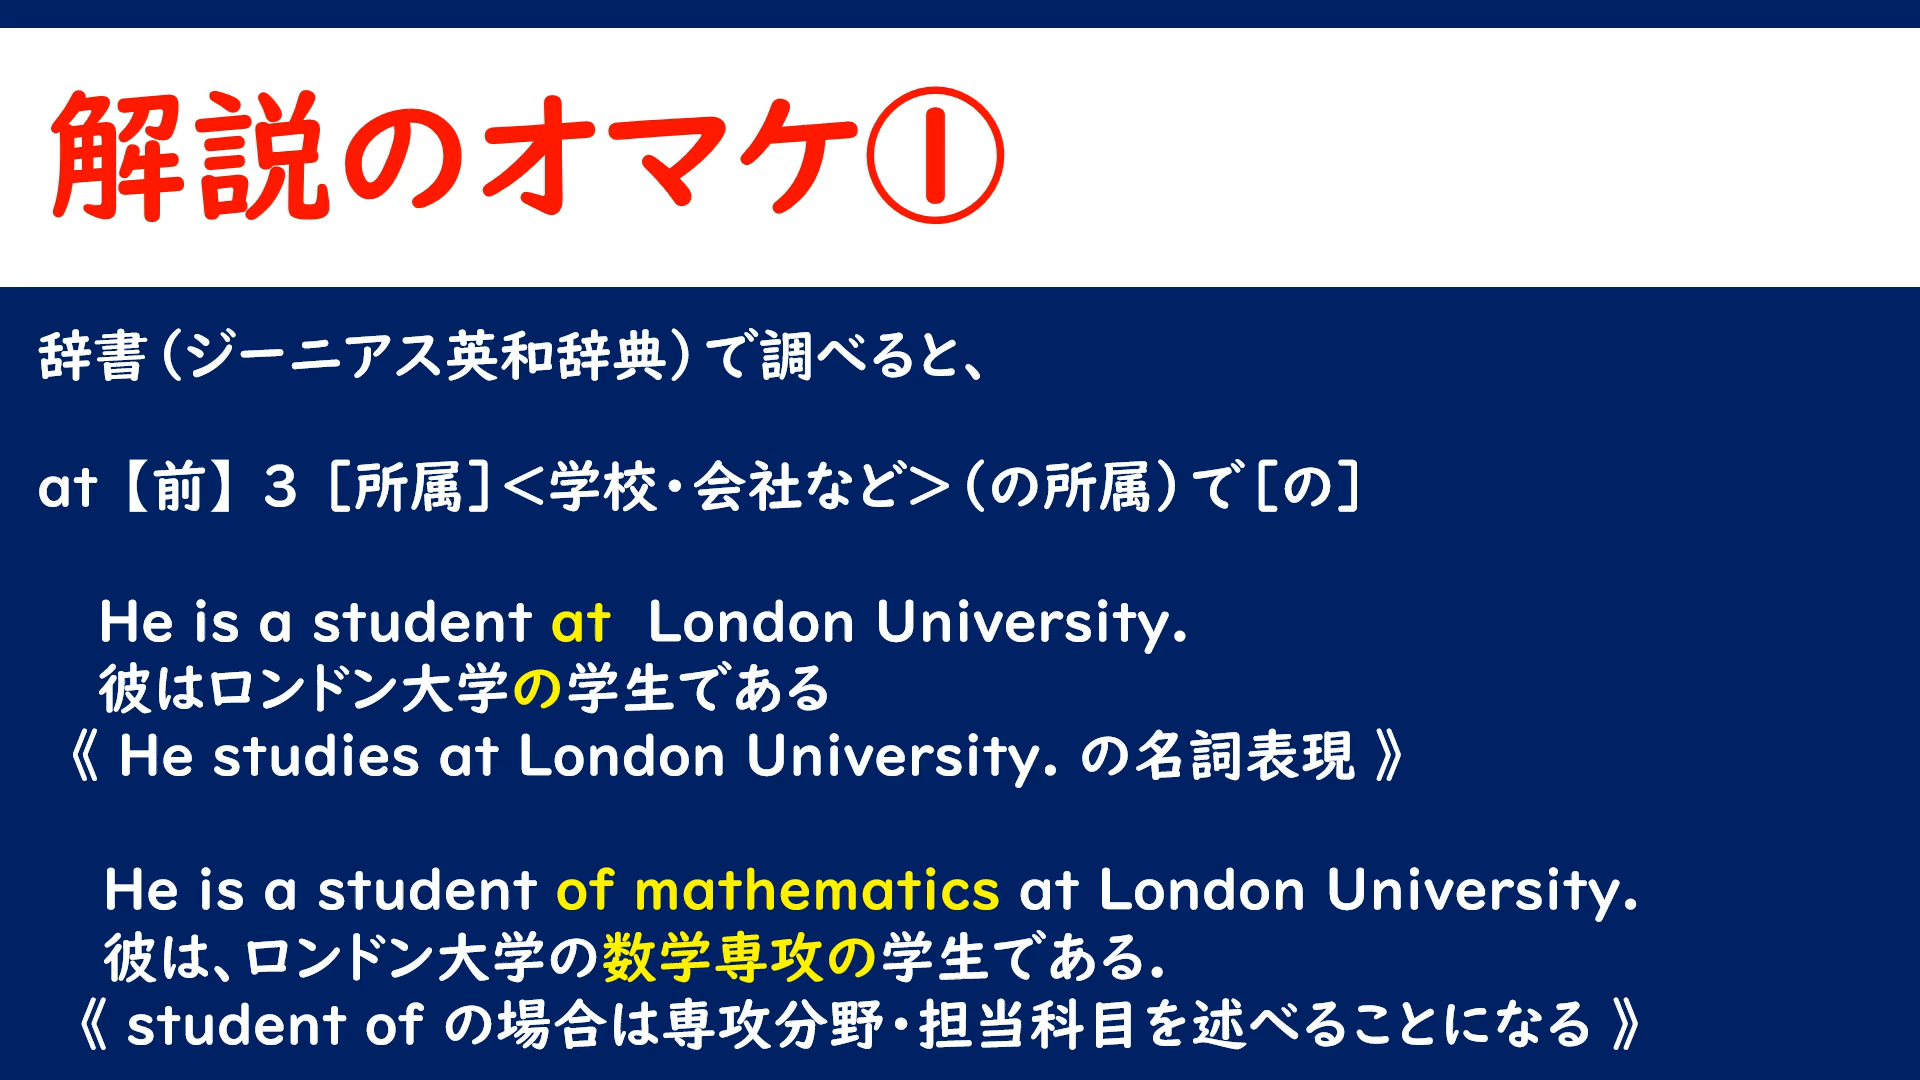 解説のオマケ①
辞書（ジーニアス英和辞典）で調べると、
at【前】３［所属］＜学校・会社など＞（の所属）で［の］
He is a student at London University.
彼はロンドン大学の学生である
《 He studies at London University. の名詞表現 》
He is a student of mathematics at London University.
彼は、ロンドン大学の数学専攻の学生である.
《 student of の場合は専攻分野・担当科目を述べることになる 》